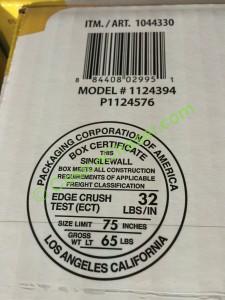 ITM. / ART. 1044330
8 84408 02995 1
MODEL # 1124394
P1124576
PACKAGING CORPORATION OF AMERICA
BOX CERTIFICATE
THIS
SINGLEWALL
BOX MEETS ALL CONSTRUCTION
REQUIREMENTS OF APPLICABLE
FREIGHT CLASSIFICATION
EDGE CRUSH 32
TEST (ECT) LBS/IN
SIZE LIMIT 75 INCHES
GROSS
WT LT 65 LBS
LOS ANGELES CALIFORNIA